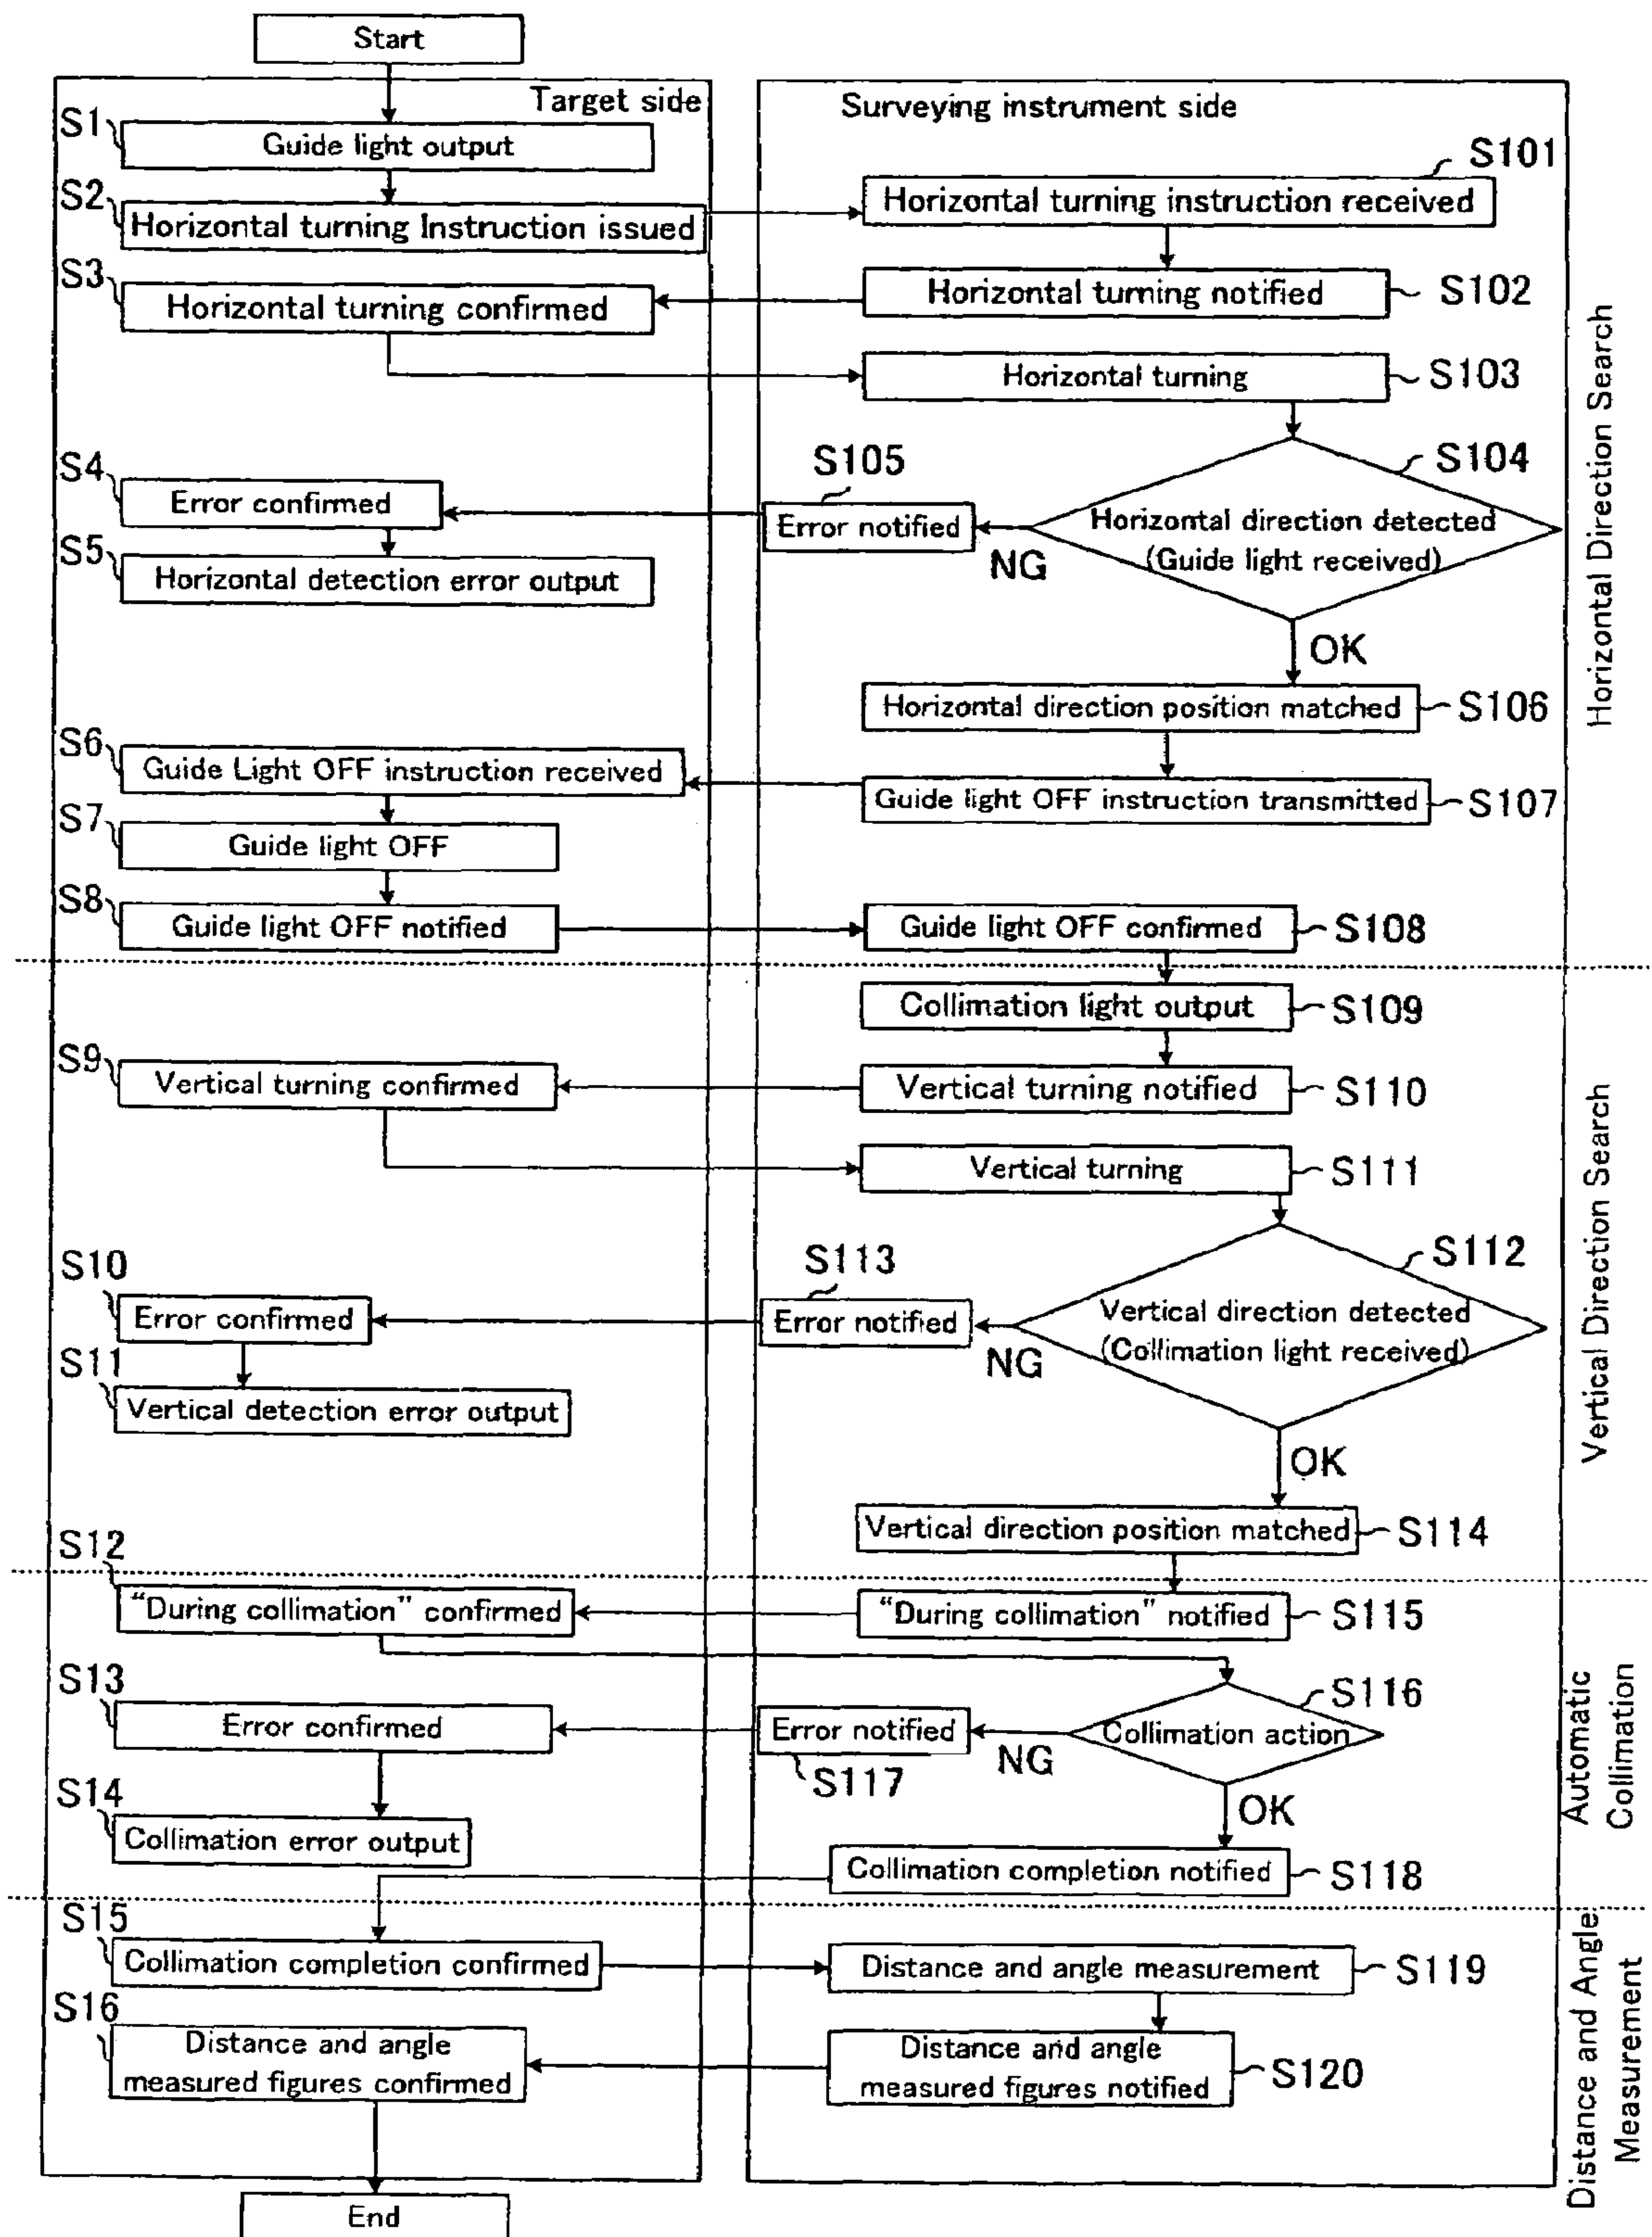 Start
Target side
Surveying instrument side
S1
Guide light output
S101
Horizontal turning instruction received
S2
Horizontal turning Instruction issued
S3
Horizontal turning confirmed
Horizontal turning notified
S102
Horizontal turning
S103
S4
Error confirmed
S105
Error notified
NG
S104
Horizontal direction detected
(Guide light received)
S5
Horizontal detection error output
OK
Horizontal direction position matched
S106
S6
Guide Light OFF instruction received
Guide light OFF instruction transmitted
S107
S7
Guide light OFF
S8
Guide light OFF notified
Guide light OFF confirmed
S108
Horizontal Direction Search
Collimation light output
S109
S9
Vertical turning confirmed
Vertical turning notified
S110
Vertical turning
S111
S10
Error confirmed
S113
Error notified
NG
S112
Vertical direction detected
(Collimation light received)
S11
Vertical detection error output
OK
Vertical direction position matched
S114
Vertical Direction Search
S12
"During collimation" confirmed
"During collimation" notified
S115
S13
Error confirmed
Error notified
S117
NG
S116
Collimation action
S14
Collimation error output
OK
Collimation completion notified
S118
Automatic
Collimation
S15
Collimation completion confirmed
Distance and angle measurement
S119
S16
Distance and angle
measured figures confirmed
Distance and angle
measured figures notified
S120
Distance and Angle
Measurement
End